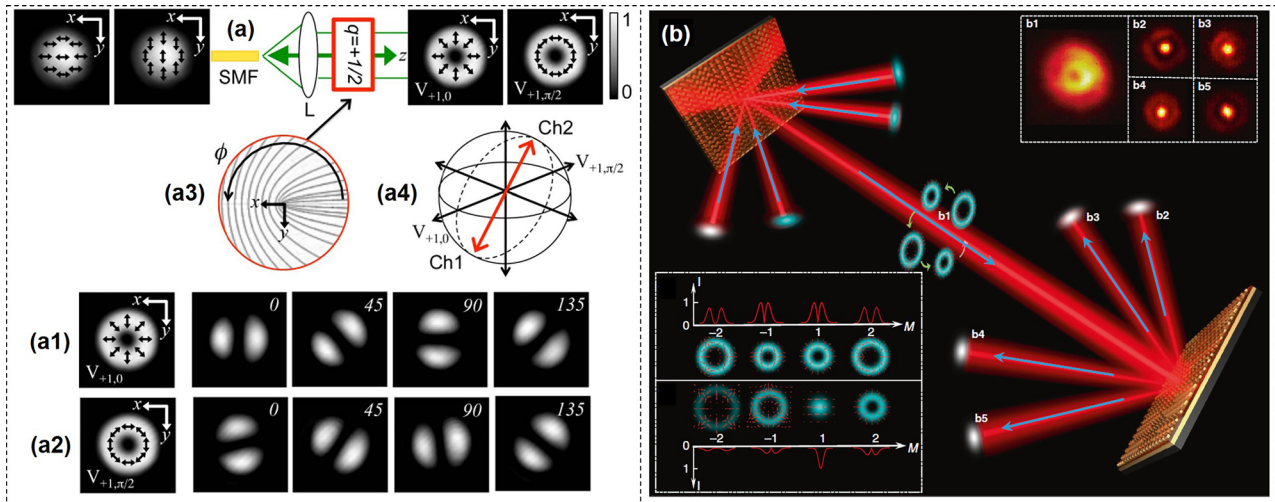 x
y
x
y
(a)
SMF
L
q=+1/2
z
x
y
V+1,0
x
y
V+1,π/2
1
0
ϕ
(a3)
x
y
(a4)
Ch2
V+1,π/2
V+1,0
Ch1
(a1)
x
y
V+1,0
0
45
90
135
(a2)
x
y
V+1,π/2
0
45
90
135
(b)
b1
b2
b3
b4
b5
b1
b3
b2
b4
b5
I
1
0
-2
-1
1
2
M
-2
-1
1
2
0
M
1
I